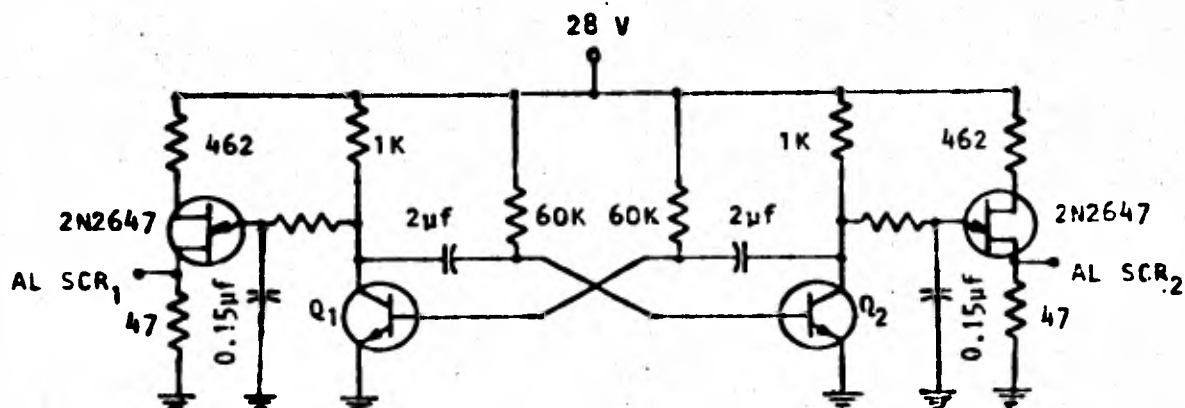 28 V
462
1K
1K
462
2N2647
2µf
60K
60K
2µf
2N2647
AL SCR1
AL SCR2
47
0.15µf
Q1
Q2
0.15µf
47